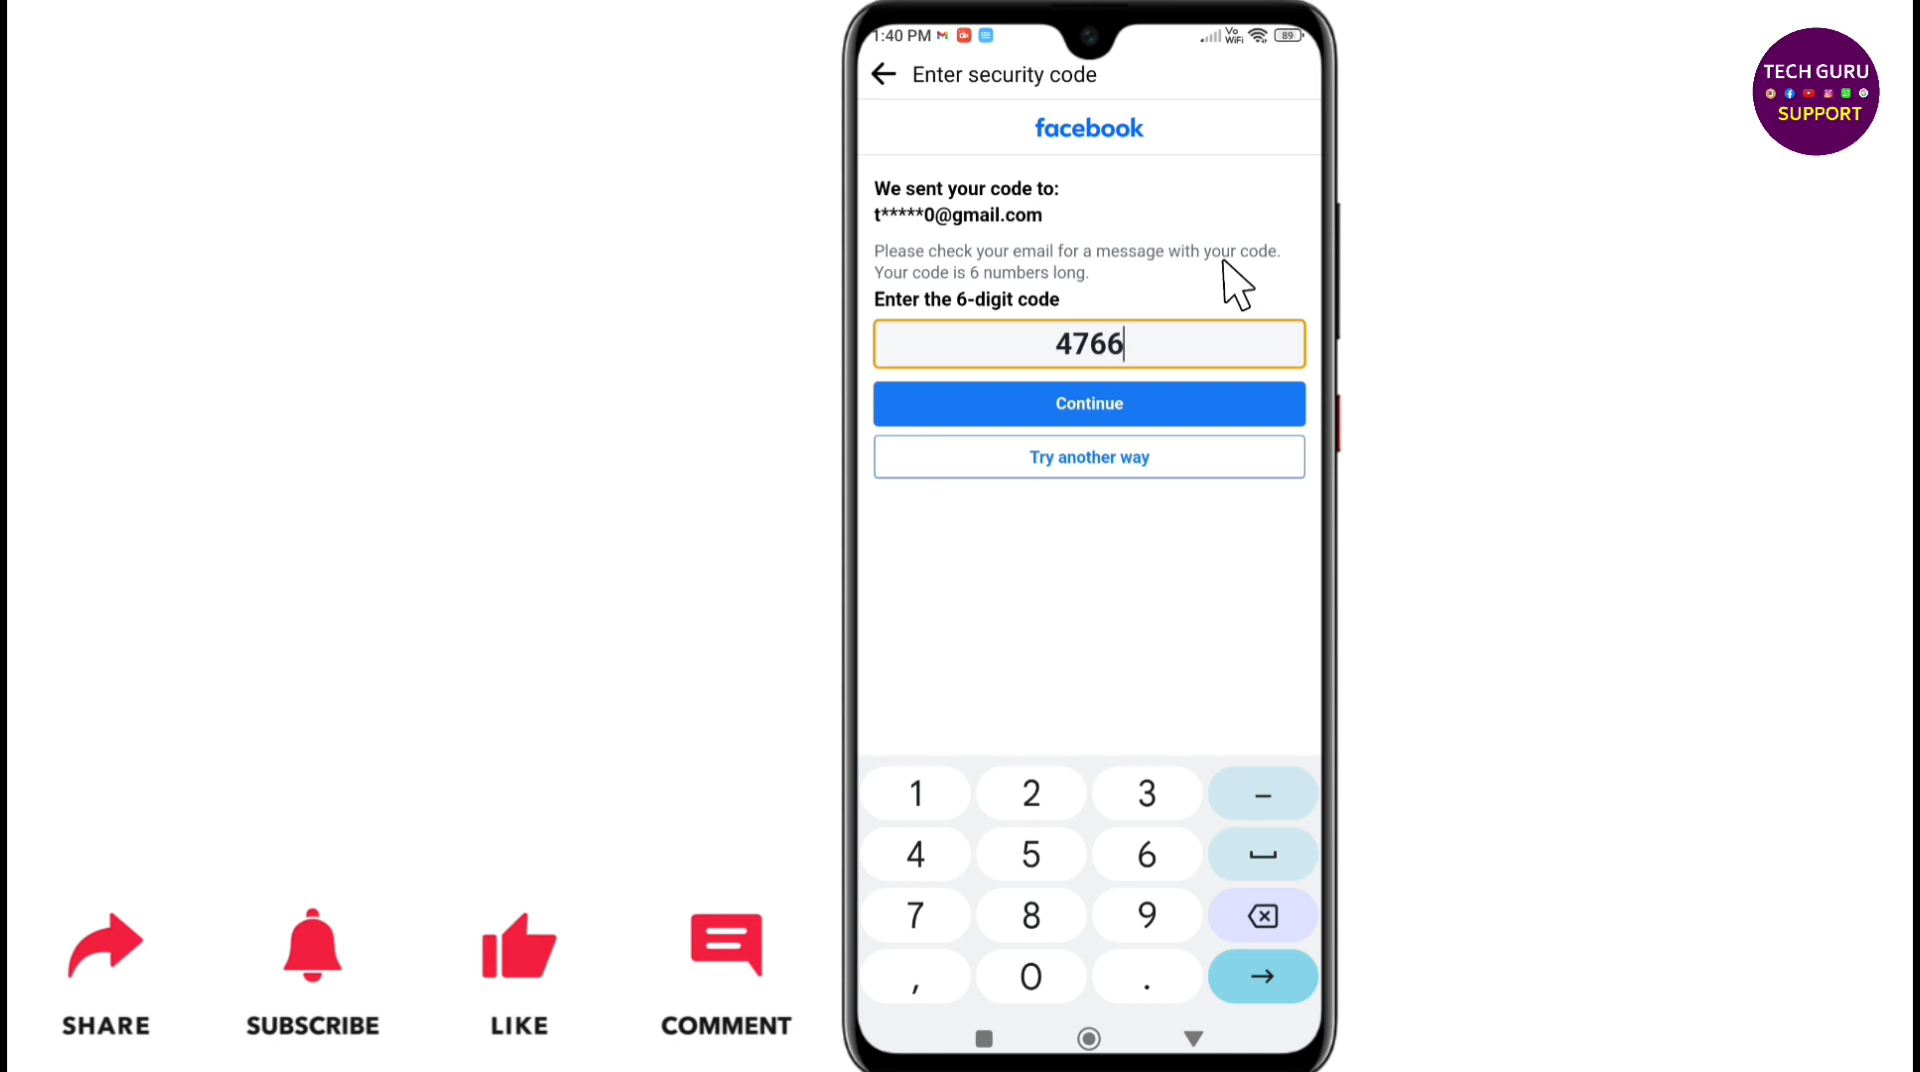 1:40 PM
Vo
WiFi
89
Enter security code
facebook
We sent your code to:
t*****0@gmail.com
Please check your email for a message with your code.
Your code is 6 numbers long.
Enter the 6-digit code
4766
Continue
Try another way
1 2 3 –
4 5 6
7 8 9
, 0 .
TECH GURU
SUPPORT
SHARE
SUBSCRIBE
LIKE
COMMENT